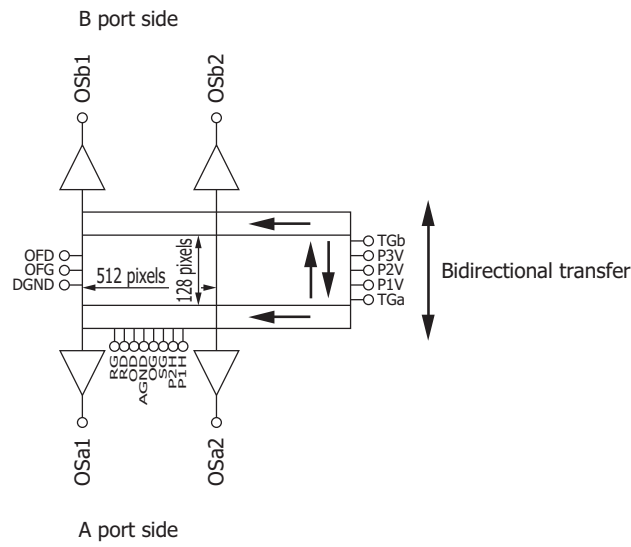 B port side
OSb1
OSb2
TGb
P3V
P2V
P1V
TGa
OFD
OFG
DGND
512 pixels
128 pixels
Bidirectional transfer
RG
RD
OD
AGND
OG
SG
P2H
P1H
OSa1
OSa2
A port side